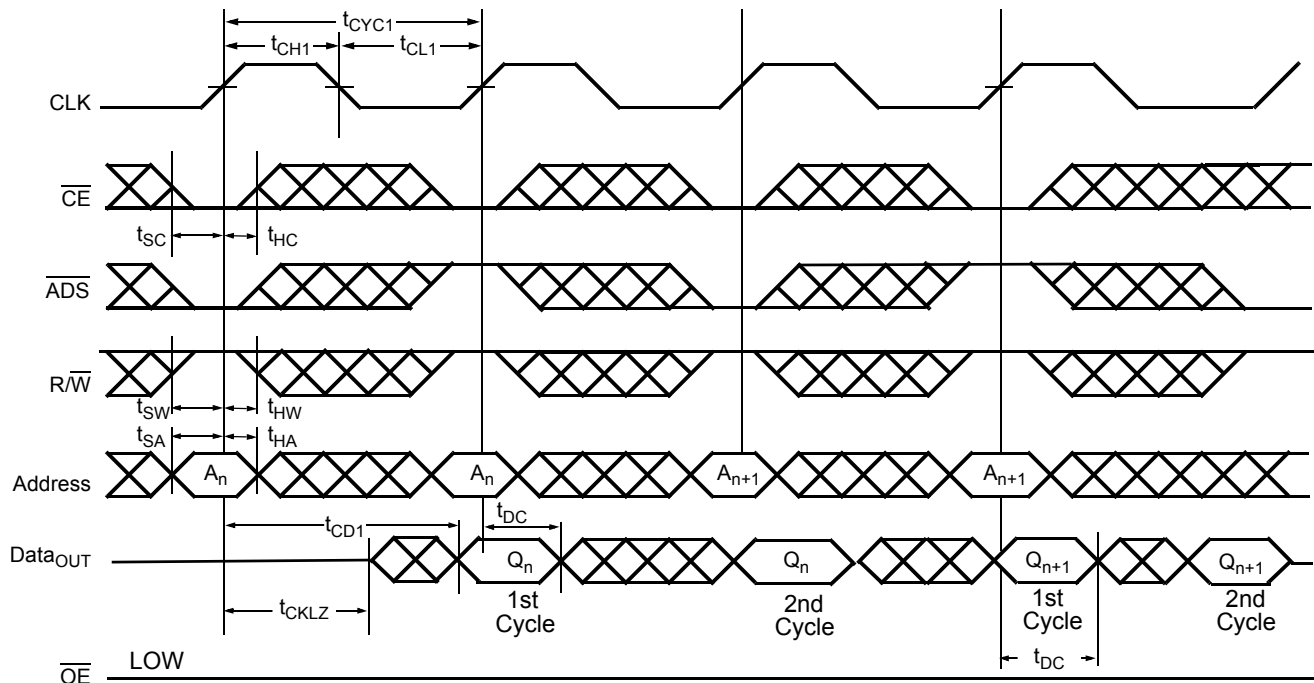 tCYC1
tCH1 tCL1
CLK
CE
tSC tHC
ADS
R/W
tSW tHW
tSA tHA
Address An An An+1 An+1
tCD1 tDC
DataOUT Qn Qn Qn+1 Qn+1
tCKLZ 1st Cycle 2nd Cycle 1st Cycle 2nd Cycle
tDC
OE LOW